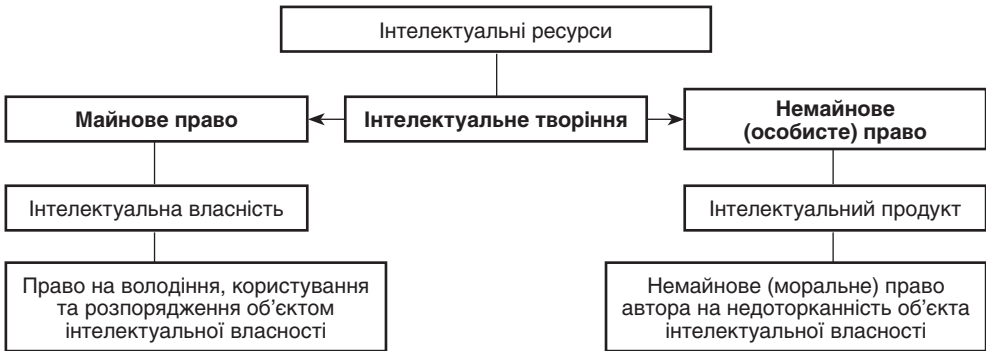 Інтелектуальні ресурси
Майнове право
Інтелектуальне творіння
Немайнове
(особисте) право
Інтелектуальна власність
Інтелектуальний продукт
Право на володіння, користування
та розпорядження об’єктом
інтелектуальної власності
Немайнове (моральне) право
автора на недоторканність об’єкта
інтелектуальної власності